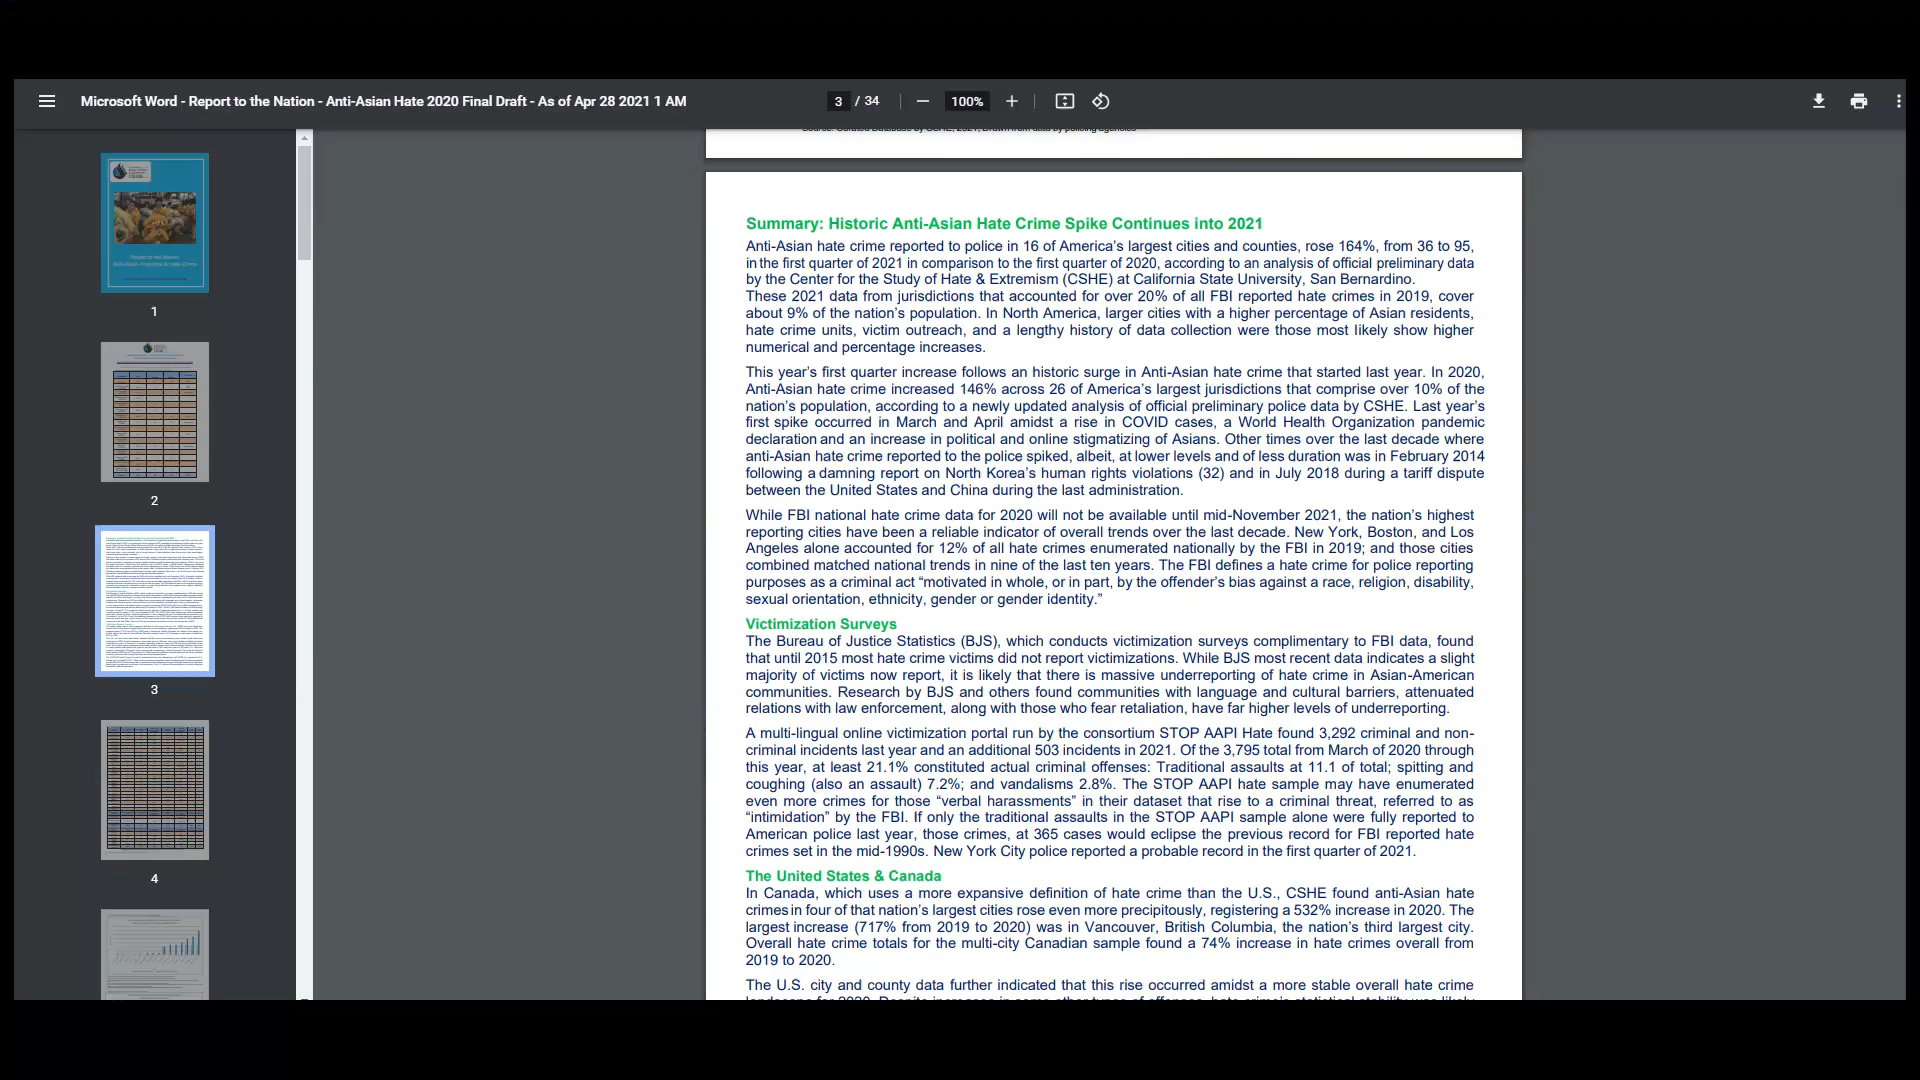 Microsoft Word - Report to the Nation - Anti-Asian Hate 2020 Final Draft - As of Apr 28 2021 1 AM
3 / 34
100%
1
2
3
4
Summary: Historic Anti-Asian Hate Crime Spike Continues into 2021
Anti-Asian hate crime reported to police in 16 of America's largest cities and counties, rose 164%, from 36 to 95,
in the first quarter of 2021 in comparison to the first quarter of 2020, according to an analysis of official preliminary data
by the Center for the Study of Hate & Extremism (CSHE) at California State University, San Bernardino.
These 2021 data from jurisdictions that accounted for over 20% of all FBI reported hate crimes in 2019, cover
about 9% of the nation's population. In North America, larger cities with a higher percentage of Asian residents,
hate crime units, victim outreach, and a lengthy history of data collection were those most likely show higher
numerical and percentage increases.
This year's first quarter increase follows an historic surge in Anti-Asian hate crime that started last year. In 2020,
Anti-Asian hate crime increased 146% across 26 of America's largest jurisdictions that comprise over 10% of the
nation's population, according to a newly updated analysis of official preliminary police data by CSHE. Last year's
first spike occurred in March and April amidst a rise in COVID cases, a World Health Organization pandemic
declaration and an increase in political and online stigmatizing of Asians. Other times over the last decade where
anti-Asian hate crime reported to the police spiked, albeit, at lower levels and of less duration was in February 2014
following a damning report on North Korea's human rights violations (32) and in July 2018 during a tariff dispute
between the United States and China during the last administration.
While FBI national hate crime data for 2020 will not be available until mid-November 2021, the nation's highest
reporting cities have been a reliable indicator of overall trends over the last decade. New York, Boston, and Los
Angeles alone accounted for 12% of all hate crimes enumerated nationally by the FBI in 2019; and those cities
combined matched national trends in nine of the last ten years. The FBI defines a hate crime for police reporting
purposes as a criminal act “motivated in whole, or in part, by the offender's bias against a race, religion, disability,
sexual orientation, ethnicity, gender or gender identity.”
Victimization Surveys
The Bureau of Justice Statistics (BJS), which conducts victimization surveys complimentary to FBI data, found
that until 2015 most hate crime victims did not report victimizations. While BJS most recent data indicates a slight
majority of victims now report, it is likely that there is massive underreporting of hate crime in Asian-American
communities. Research by BJS and others found communities with language and cultural barriers, attenuated
relations with law enforcement, along with those who fear retaliation, have far higher levels of underreporting.
A multi-lingual online victimization portal run by the consortium STOP AAPI Hate found 3,292 criminal and non-
criminal incidents last year and an additional 503 incidents in 2021. Of the 3,795 total from March of 2020 through
this year, at least 21.1% constituted actual criminal offenses: Traditional assaults at 11.1 of total; spitting and
coughing (also an assault) 7.2%; and vandalisms 2.8%. The STOP AAPI hate sample may have enumerated
even more crimes for those “verbal harassments” in their dataset that rise to a criminal threat, referred to as
“intimidation” by the FBI. If only the traditional assaults in the STOP AAPI sample alone were fully reported to
American police last year, those crimes, at 365 cases would eclipse the previous record for FBI reported hate
crimes set in the mid-1990s. New York City police reported a probable record in the first quarter of 2021.
The United States & Canada
In Canada, which uses a more expansive definition of hate crime than the U.S., CSHE found anti-Asian hate
crimes in four of that nation's largest cities rose even more precipitously, registering a 532% increase in 2020. The
largest increase (717% from 2019 to 2020) was in Vancouver, British Columbia, the nation's third largest city.
Overall hate crime totals for the multi-city Canadian sample found a 74% increase in hate crimes overall from
2019 to 2020.
The U.S. city and county data further indicated that this rise occurred amidst a more stable overall hate crime